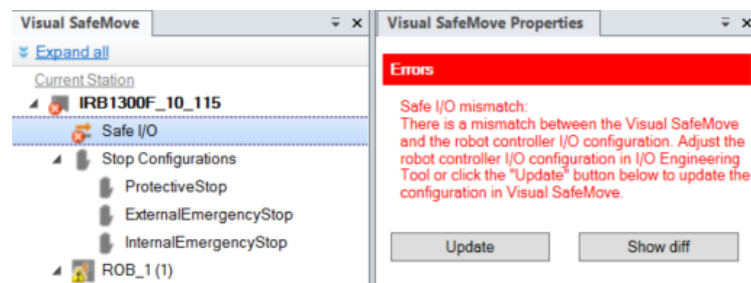 Visual SafeMove
Expand all
Current Station
IRB1300F_10_115
Safe I/O
Stop Configurations
ProtectiveStop
ExternalEmergencyStop
InternalEmergencyStop
ROB_1 (1)
Visual SafeMove Properties
Errors
Safe I/O mismatch:
There is a mismatch between the Visual SafeMove
and the robot controller I/O configuration. Adjust the
robot controller I/O configuration in I/O Engineering
Tool or click the "Update" button below to update the
configuration in Visual SafeMove.
Update
Show diff